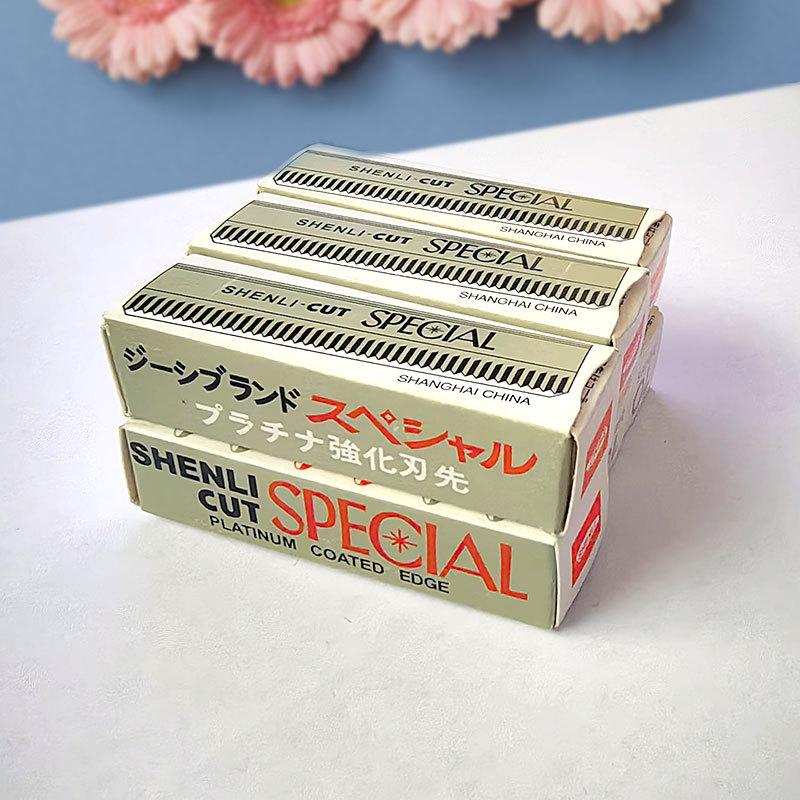 SHENLI-CUT SPECIAL
SHANGHAI CHINA
SHENLI-CUT SPECIAL
SHANGHAI CHINA
SHENLI-CUT SPECIAL
SHANGHAI CHINA
ジーシブランド スペシャル
プラチナ強化刃先
SHENLI
CUT SPECIAL
PLATINUM COATED EDGE